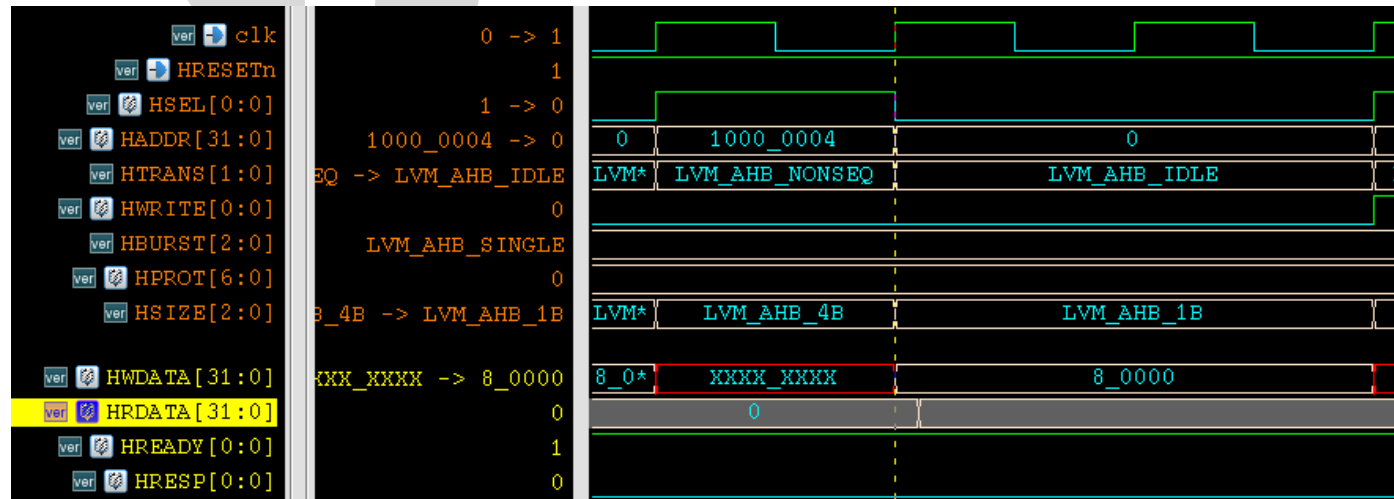 ver clk 0 -> 1
ver HRESETn 1
ver HSEL[0:0] 1 -> 0
ver HADDR[31:0] 1000_0004 -> 0 0 1000_0004 0
ver HTRANS[1:0] EQ -> LVM_AHB_IDLE LVM* LVM_AHB_NONSEQ LVM_AHB_IDLE
ver HWRITE[0:0] 0
ver HBURST[2:0] LVM_AHB_SINGLE
ver HPROT[6:0] 0
ver HSIZE[2:0] B_4B -> LVM_AHB_1B LVM* LVM_AHB_4B LVM_AHB_1B
ver HWDATA[31:0] XXX_XXXX -> 8_0000 8_0* XXXX_XXXX 8_0000
ver HRDATA[31:0] 0 0
ver HREADY[0:0] 1
ver HRESP[0:0] 0